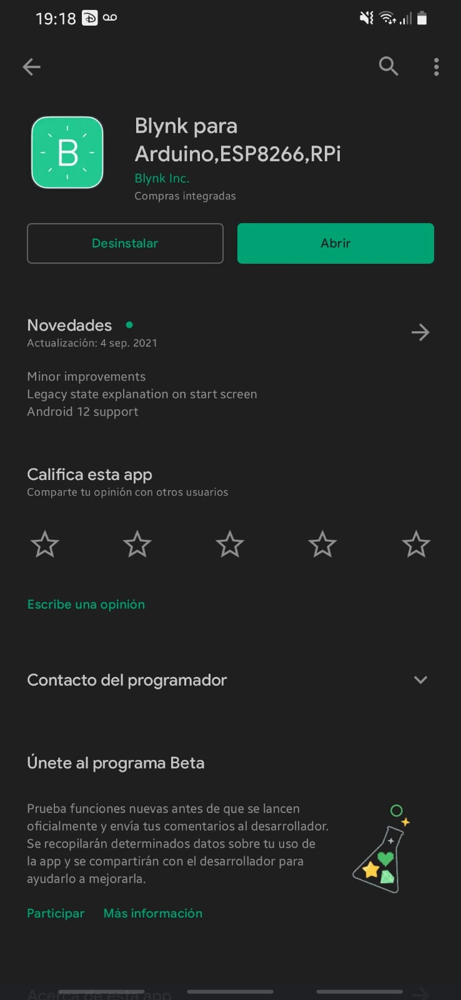 19:18
Blynk para
Arduino,ESP8266,RPi
B
Blynk Inc.
Compras integradas
Desinstalar
Abrir
Novedades
Actualización: 4 sep. 2021
Minor improvements
Legacy state explanation on start screen
Android 12 support
Califica esta app
Comparte tu opinión con otros usuarios
Escribe una opinión
Contacto del programador
Únete al programa Beta
Prueba funciones nuevas antes de que se lancen
oficialmente y envía tus comentarios al desarrollador.
Se recopilarán determinados datos sobre tu uso de
la app y se compartirán con el desarrollador para
ayudarlo a mejorarla.
Participar
Más información
Acerca de esta app